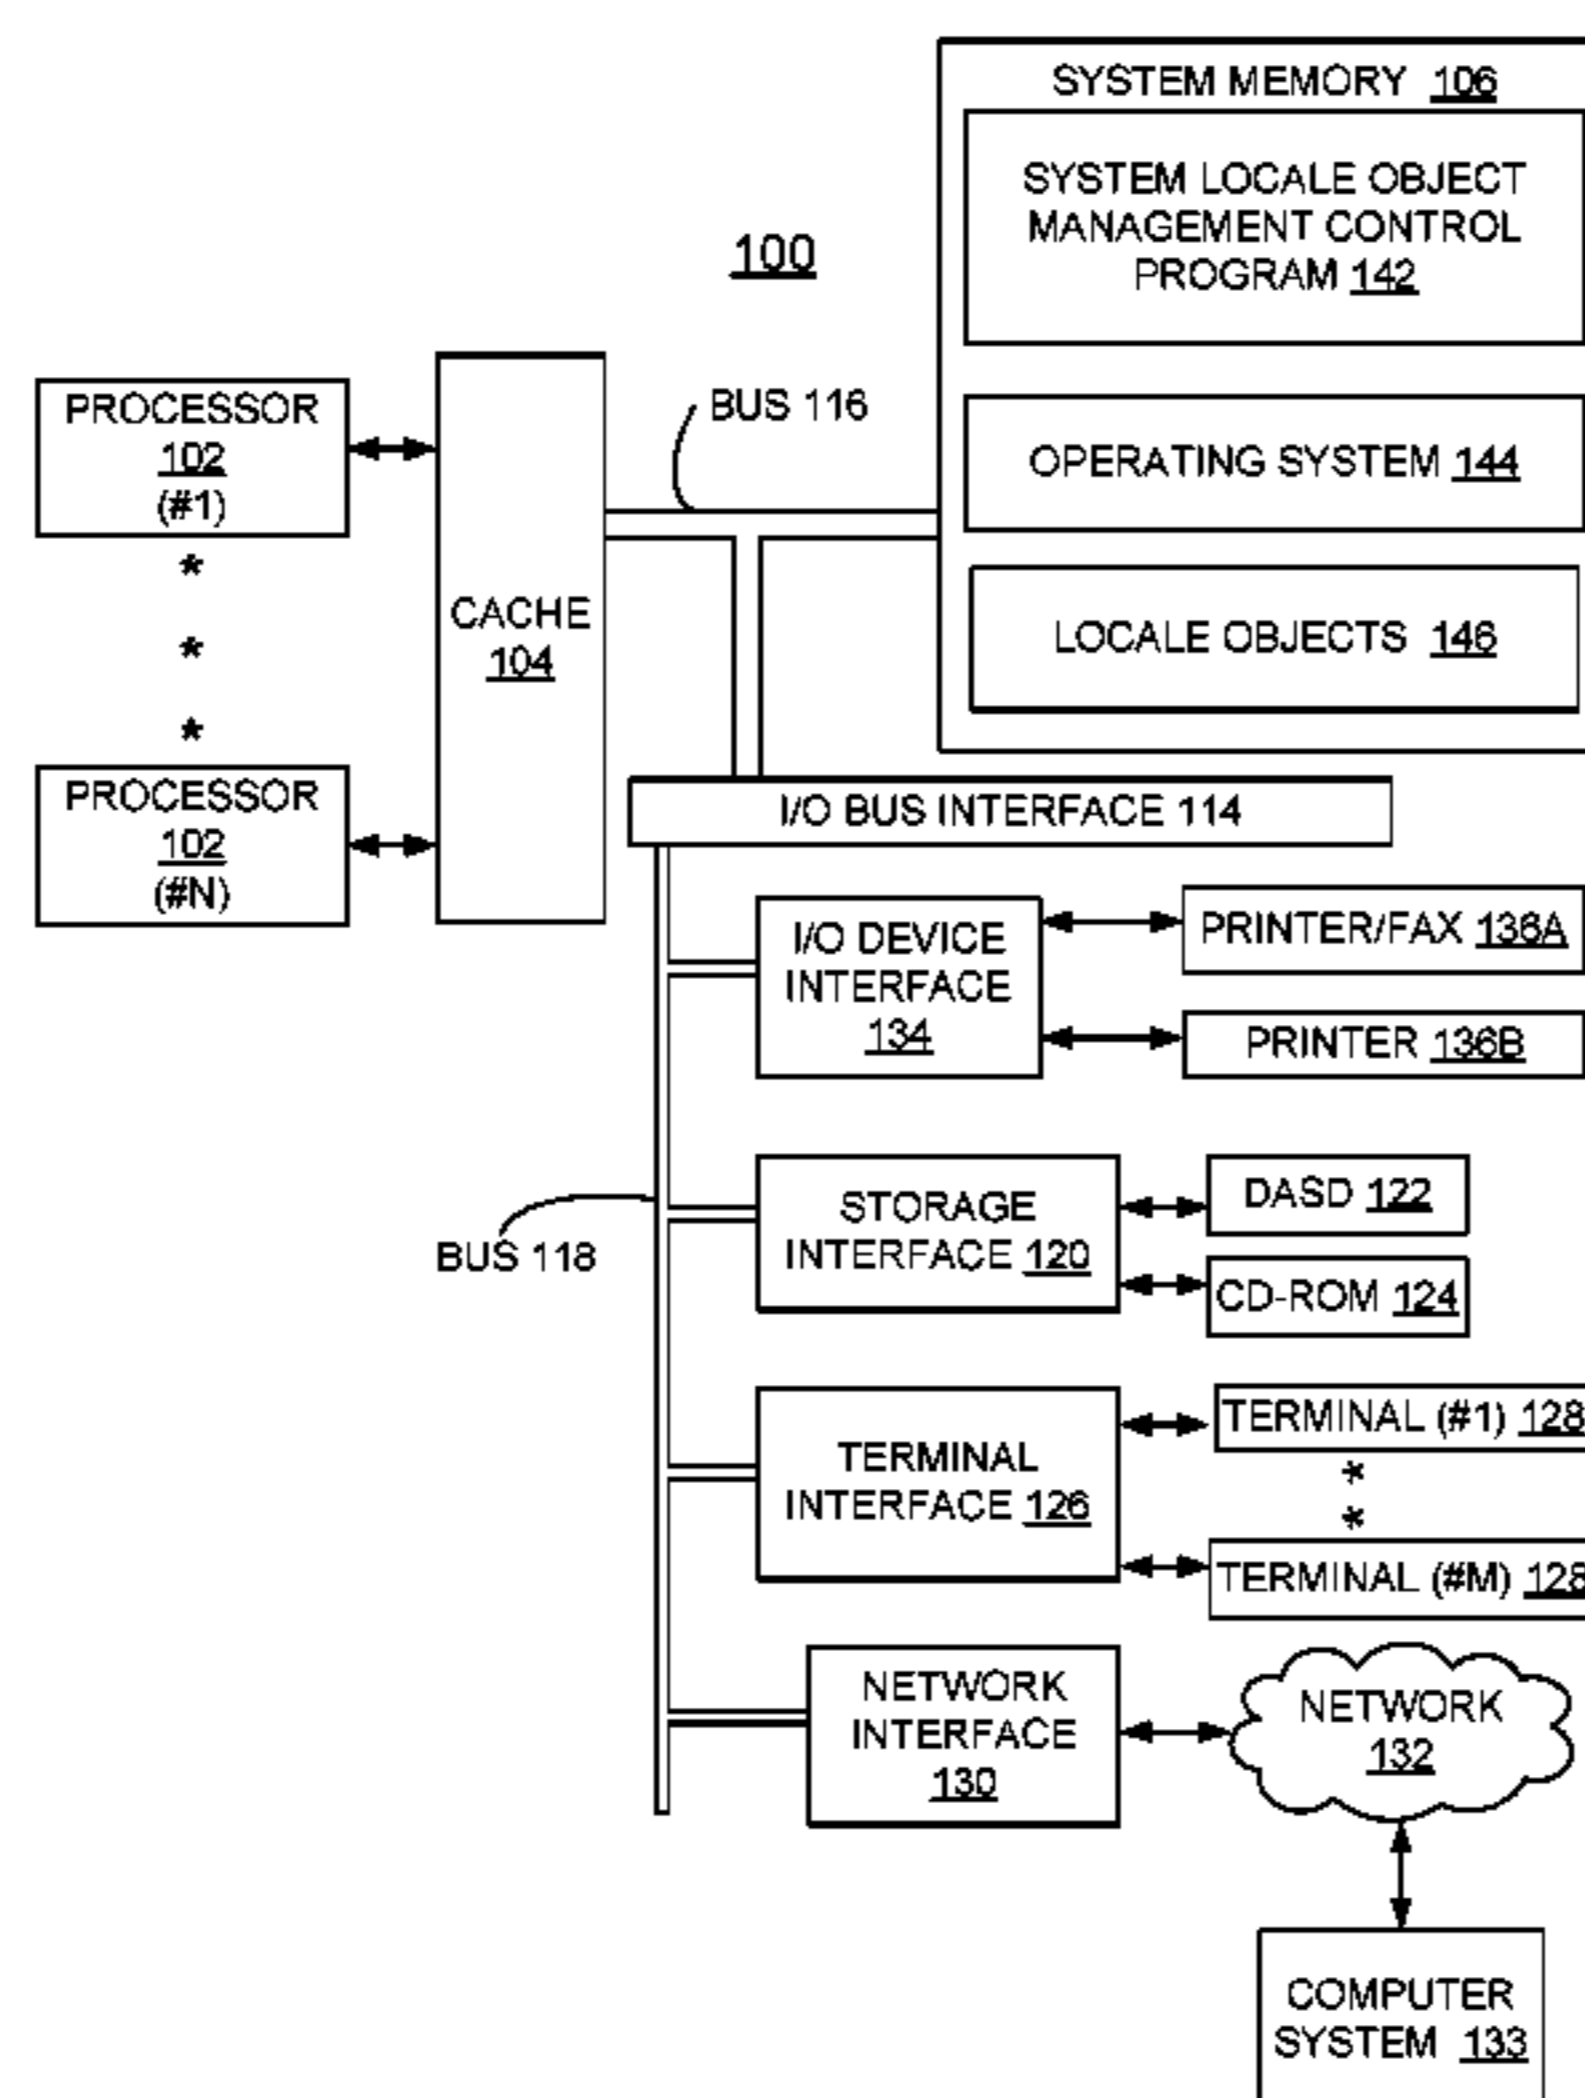 SYSTEM MEMORY 106
SYSTEM LOCALE OBJECT
MANAGEMENT CONTROL
PROGRAM 142
100
BUS 116
PROCESSOR
102
(#1)
*
*
*
OPERATING SYSTEM 144
CACHE
104
LOCALE OBJECTS 146
PROCESSOR
102
(#N)
I/O BUS INTERFACE 114
I/O DEVICE
INTERFACE
134
PRINTER/FAX 136A
PRINTER 136B
BUS 118
STORAGE
INTERFACE 120
DASD 122
CD-ROM 124
TERMINAL
INTERFACE 126
TERMINAL (#1) 128
*
*
TERMINAL (#M) 128
NETWORK
INTERFACE
130
NETWORK
132
COMPUTER
SYSTEM 133